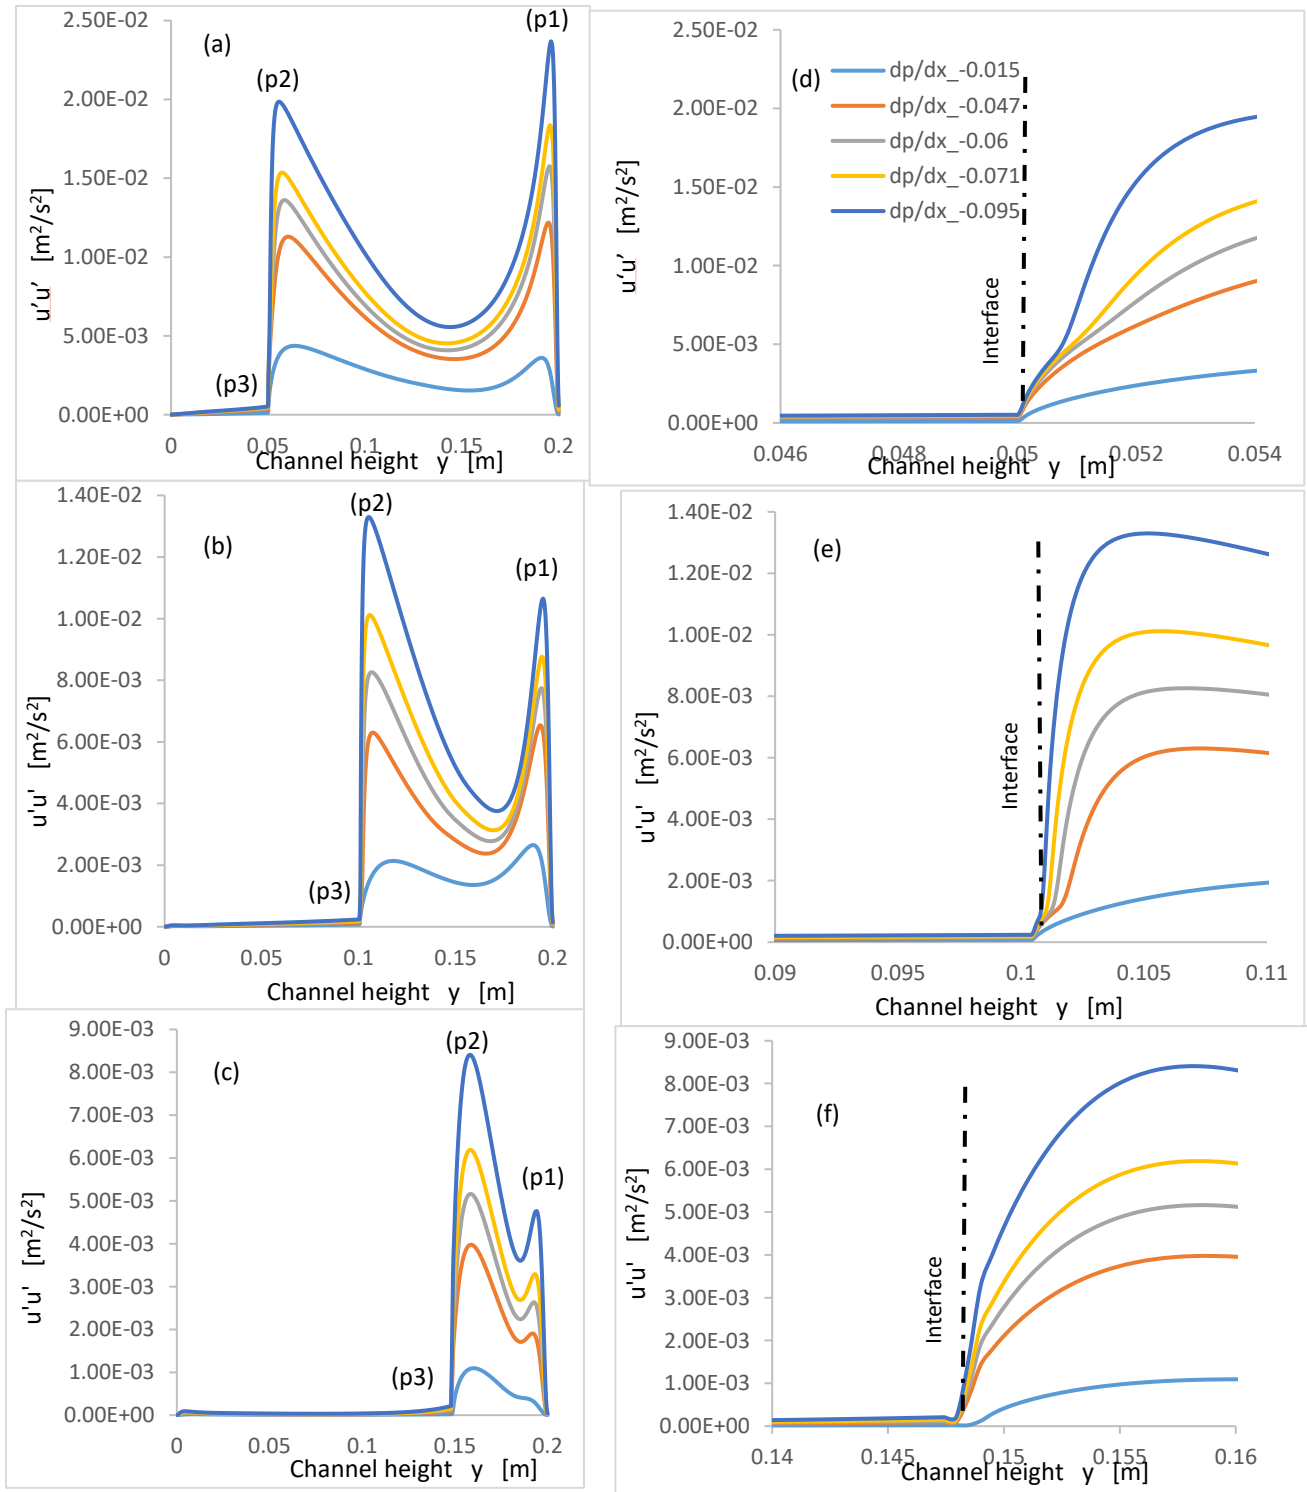 (a)
(p1)
(p2)
(p3)
2.50E-02
2.00E-02
1.50E-02
1.00E-02
5.00E-03
0.00E+00
u’u’ [m²/s²]
0 0.05 0.1 0.15 0.2
Channel height y [m]
(d)
dp/dx_-0.015
dp/dx_-0.047
dp/dx_-0.06
dp/dx_-0.071
dp/dx_-0.095
2.50E-02
2.00E-02
1.50E-02
1.00E-02
5.00E-03
0.00E+00
u’u’ [m²/s²]
Interface
0.046 0.048 0.05 0.052 0.054
Channel height y [m]
(b)
(p2)
(p1)
(p3)
1.40E-02
1.20E-02
1.00E-02
8.00E-03
6.00E-03
4.00E-03
2.00E-03
0.00E+00
u'u' [m²/s²]
0 0.05 0.1 0.15 0.2
Channel height y [m]
(e)
1.40E-02
1.20E-02
1.00E-02
8.00E-03
6.00E-03
4.00E-03
2.00E-03
0.00E+00
u'u' [m²/s²]
Interface
0.09 0.095 0.1 0.105 0.11
Channel height y [m]
(c)
(p2)
(p1)
(p3)
9.00E-03
8.00E-03
7.00E-03
6.00E-03
5.00E-03
4.00E-03
3.00E-03
2.00E-03
1.00E-03
0.00E+00
u'u' [m²/s²]
0 0.05 0.1 0.15 0.2
Channel height y [m]
(f)
9.00E-03
8.00E-03
7.00E-03
6.00E-03
5.00E-03
4.00E-03
3.00E-03
2.00E-03
1.00E-03
0.00E+00
u'u' [m²/s²]
Interface
0.14 0.145 0.15 0.155 0.16
Channel height y [m]